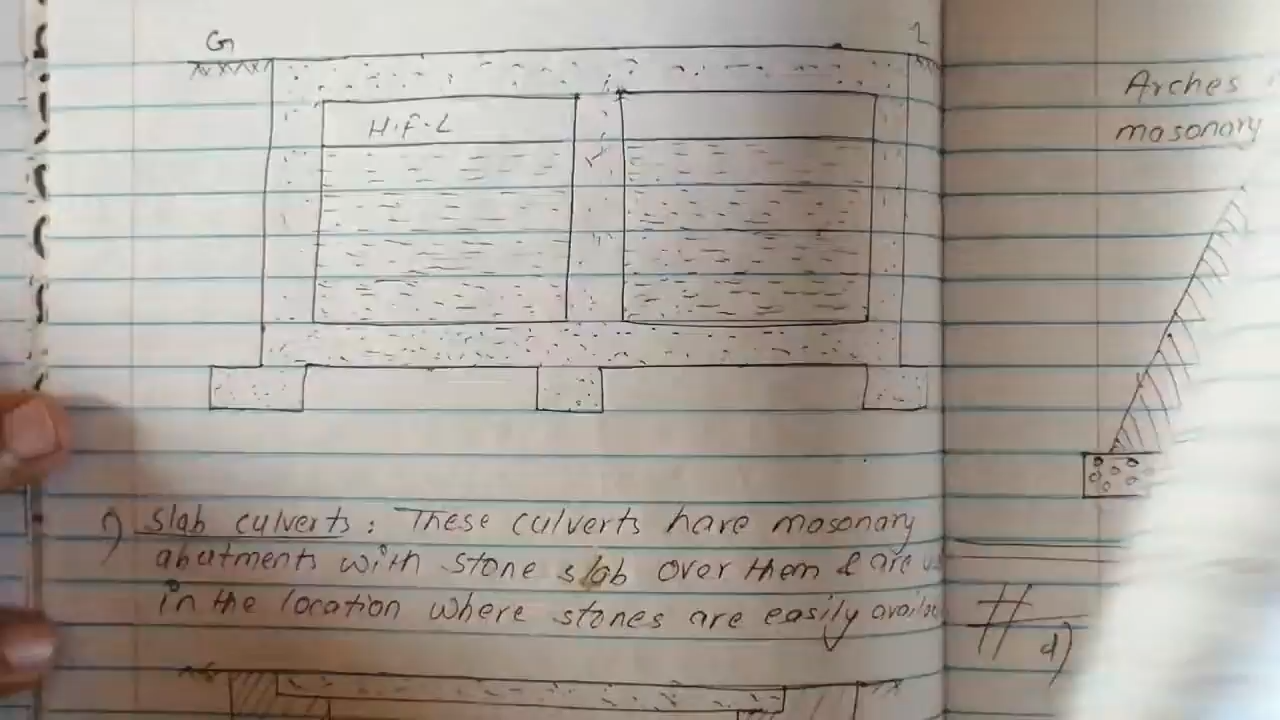 G
L
H.F.L
Slab culverts: These culverts have masonary
abutments with stone slab over them & are
in the location where stones are easily
Arches
masonary
#
d)